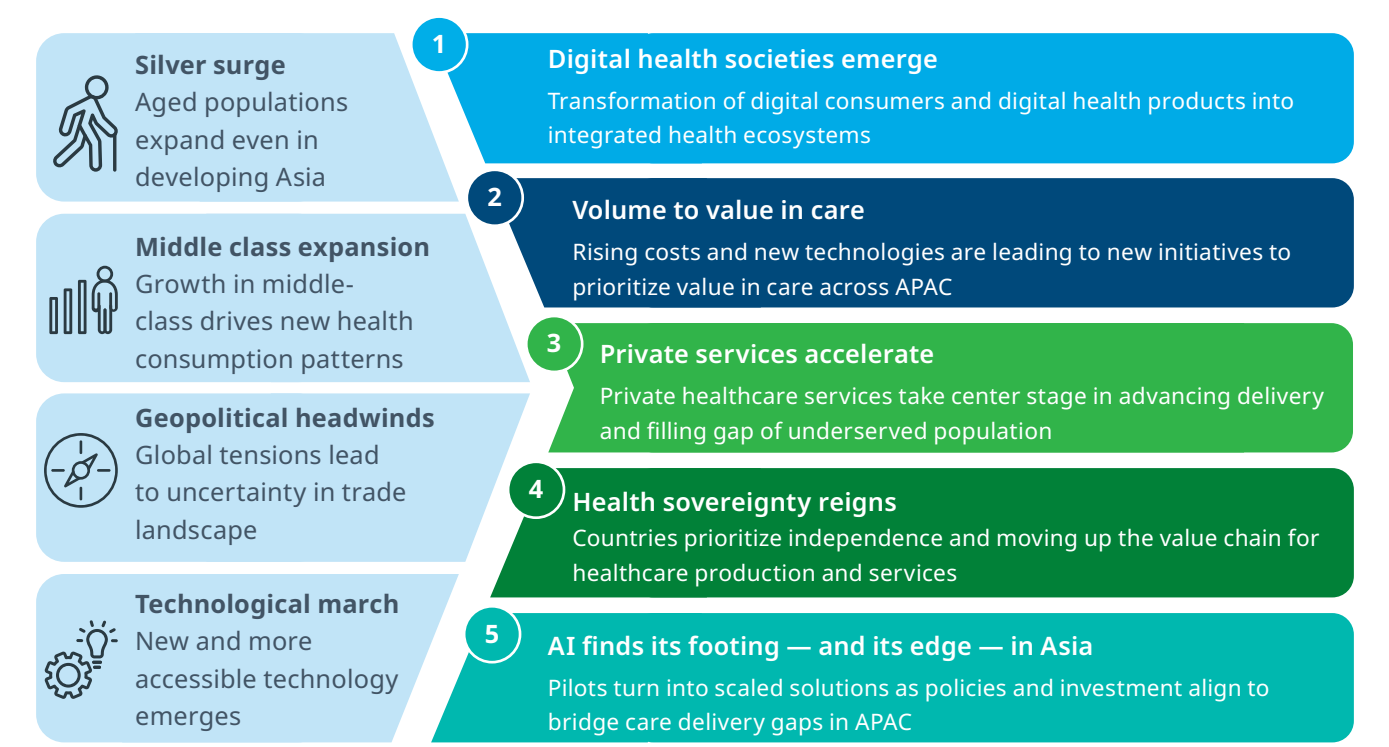 Silver surge
Aged populations
expand even in
developing Asia
Middle class expansion
Growth in middle-
class drives new health
consumption patterns
Geopolitical headwinds
Global tensions lead
to uncertainty in trade
landscape
Technological march
New and more
accessible technology
emerges
1
Digital health societies emerge
Transformation of digital consumers and digital health products into
integrated health ecosystems
2
Volume to value in care
Rising costs and new technologies are leading to new initiatives to
prioritize value in care across APAC
3
Private services accelerate
Private healthcare services take center stage in advancing delivery
and filling gap of underserved population
4
Health sovereignty reigns
Countries prioritize independence and moving up the value chain for
healthcare production and services
5
AI finds its footing — and its edge — in Asia
Pilots turn into scaled solutions as policies and investment align to
bridge care delivery gaps in APAC